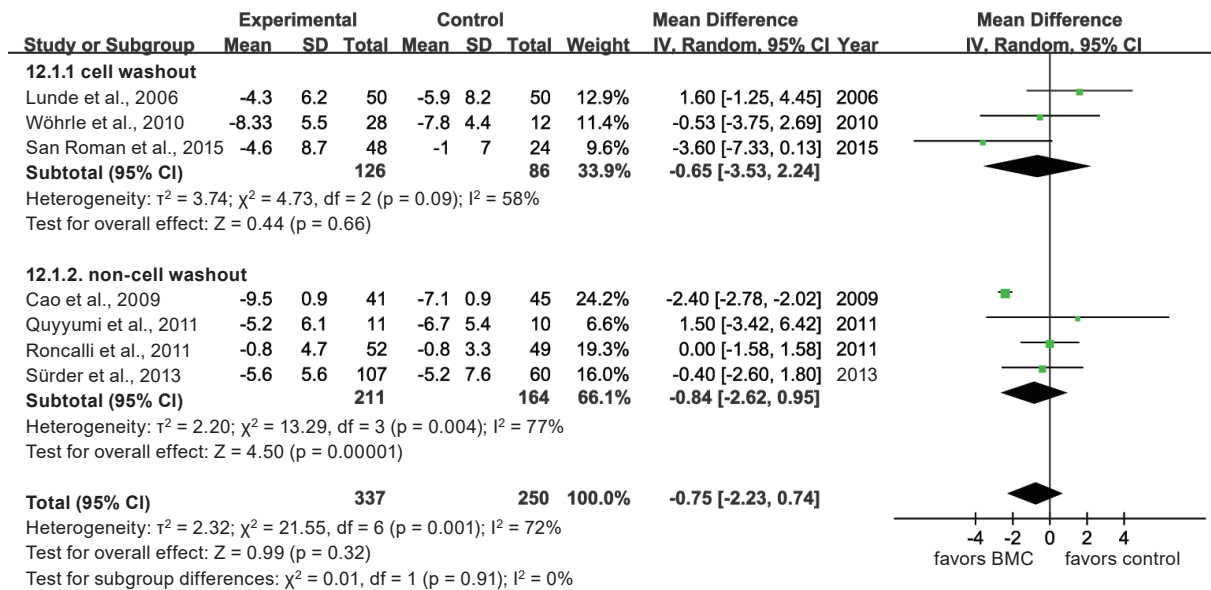 Experimental Control Mean Difference Mean Difference
Study or Subgroup Mean SD Total Mean SD Total Weight IV, Random, 95% CI Year IV, Random, 95% CI
12.1.1 cell washout
Lunde et al., 2006 -4.3 6.2 50 -5.9 8.2 50 12.9% 1.60 [-1.25, 4.45] 2006
Wöhrle et al., 2010 -8.33 5.5 28 -7.8 4.4 12 11.4% -0.53 [-3.75, 2.69] 2010
San Roman et al., 2015 -4.6 8.7 48 -1 7 24 9.6% -3.60 [-7.33, 0.13] 2015
Subtotal (95% CI) 126 86 33.9% -0.65 [-3.53, 2.24]
Heterogeneity: τ² = 3.74; χ² = 4.73, df = 2 (p = 0.09); I² = 58%
Test for overall effect: Z = 0.44 (p = 0.66)
12.1.2. non-cell washout
Cao et al., 2009 -9.5 0.9 41 -7.1 0.9 45 24.2% -2.40 [-2.78, -2.02] 2009
Quyyumi et al., 2011 -5.2 6.1 11 -6.7 5.4 10 6.6% 1.50 [-3.42, 6.42] 2011
Roncalli et al., 2011 -0.8 4.7 52 -0.8 3.3 49 19.3% 0.00 [-1.58, 1.58] 2011
Sürder et al., 2013 -5.6 5.6 107 -5.2 7.6 60 16.0% -0.40 [-2.60, 1.80] 2013
Subtotal (95% CI) 211 164 66.1% -0.84 [-2.62, 0.95]
Heterogeneity: τ² = 2.20; χ² = 13.29, df = 3 (p = 0.004); I² = 77%
Test for overall effect: Z = 4.50 (p = 0.00001)
Total (95% CI) 337 250 100.0% -0.75 [-2.23, 0.74]
Heterogeneity: τ² = 2.32; χ² = 21.55, df = 6 (p = 0.001); I² = 72%
Test for overall effect: Z = 0.99 (p = 0.32)
Test for subgroup differences: χ² = 0.01, df = 1 (p = 0.91); I² = 0%
-4 -2 0 2 4
favors BMC favors control